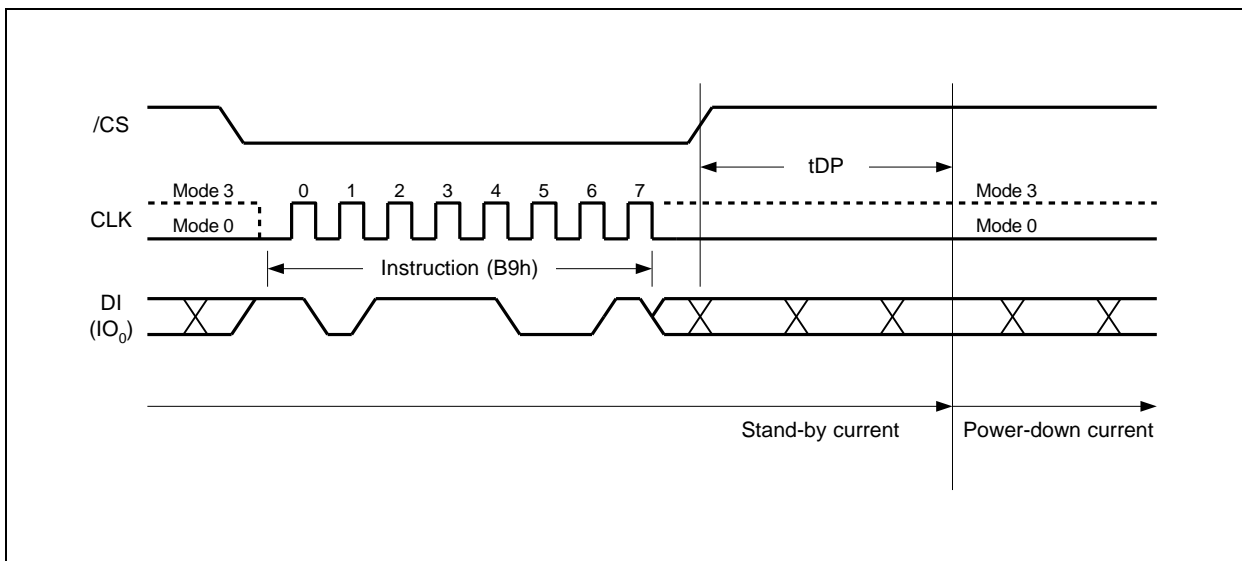 /CS
tDP
Mode 3 0 1 2 3 4 5 6 7 Mode 3
CLK
Mode 0 Mode 0
Instruction (B9h)
DI
(IO0)
Stand-by current Power-down current